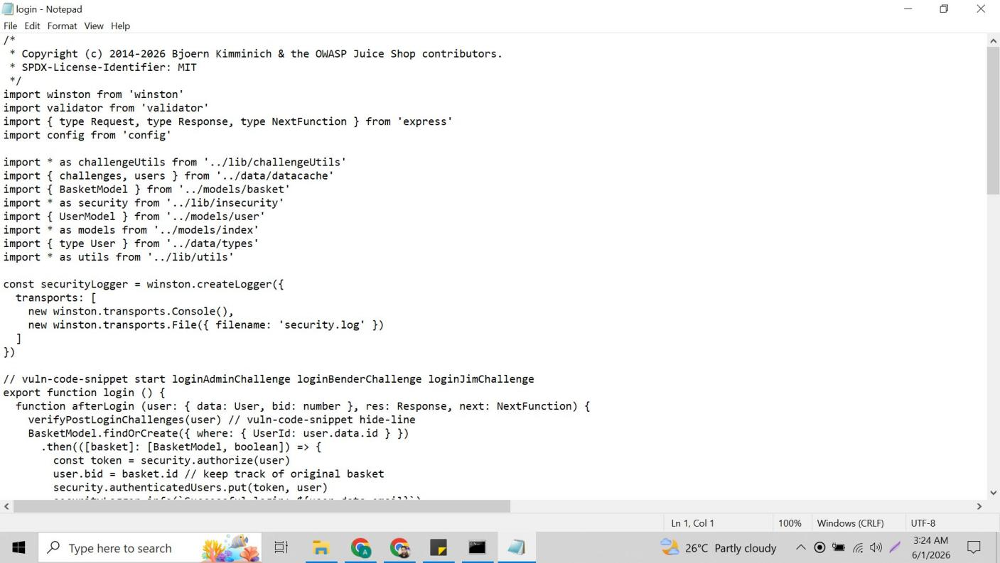 login - Notepad
File Edit Format View Help
/*
 * Copyright (c) 2014-2026 Bjoern Kimminich & the OWASP Juice Shop contributors.
 * SPDX-License-Identifier: MIT
 */
import winston from 'winston'
import validator from 'validator'
import { type Request, type Response, type NextFunction } from 'express'
import config from 'config'

import * as challengeUtils from '../lib/challengeUtils'
import { challenges, users } from '../data/datacache'
import { BasketModel } from '../models/basket'
import * as security from '../lib/insecurity'
import { UserModel } from '../models/user'
import * as models from '../models/index'
import { type User } from '../data/types'
import * as utils from '../lib/utils'

const securityLogger = winston.createLogger({
  transports: [
    new winston.transports.Console(),
    new winston.transports.File({ filename: 'security.log' })
  ]
})

// vuln-code-snippet start loginAdminChallenge loginBenderChallenge loginJimChallenge
export function login () {
  function afterLogin (user: { data: User, bid: number }, res: Response, next: NextFunction) {
    verifyPostLoginChallenges(user) // vuln-code-snippet hide-line
    BasketModel.findOrCreate({ where: { UserId: user.data.id } })
      .then(([basket]: [BasketModel, boolean]) => {
        const token = security.authorize(user)
        user.bid = basket.id // keep track of original basket
        security.authenticatedUsers.put(token, user)
        securityLogger.info(`Successful login: ${user.data.email}`)
Ln 1, Col 1 100% Windows (CRLF) UTF-8
Type here to search
26°C Partly cloudy
3:24 AM
6/1/2026